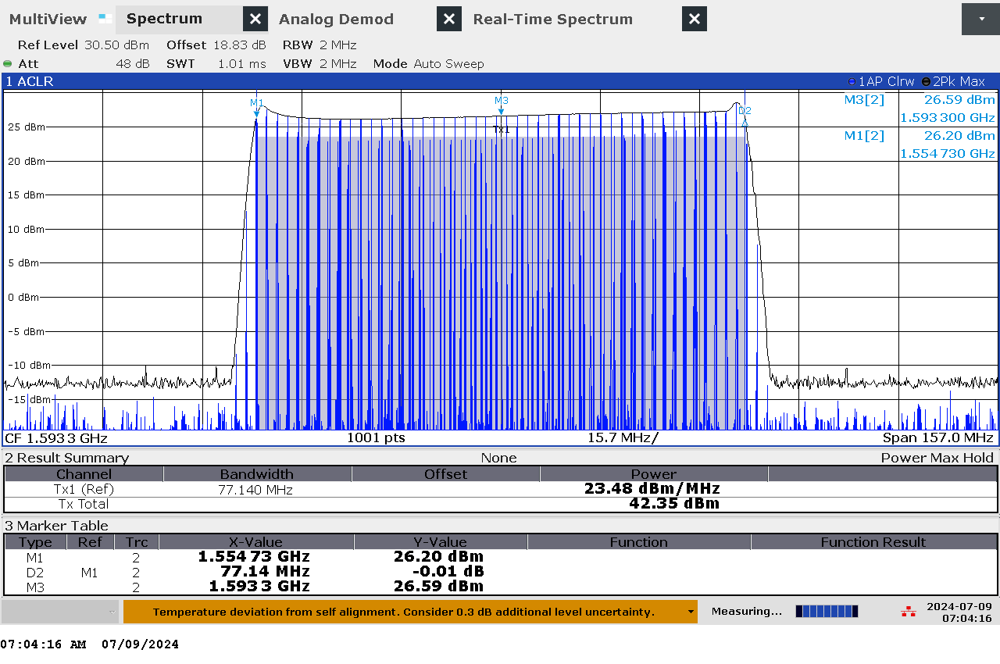 MultiView Spectrum Analog Demod Real-Time Spectrum
Ref Level 30.50 dBm Offset 18.83 dB RBW 2 MHz
Att 48 dB SWT 1.01 ms VBW 2 MHz Mode Auto Sweep
1 ACLR 1AP Clrw 2Pk Max
M1 M3 D2
M3[2] 26.59 dBm
1.593 300 GHz
M1[2] 26.20 dBm
1.554 730 GHz
Tx1
25 dBm
20 dBm
15 dBm
10 dBm
5 dBm
0 dBm
-5 dBm
-10 dBm
-15 dBm
CF 1.593 3 GHz 1001 pts 15.7 MHz/ Span 157.0 MHz
2 Result Summary None Power Max Hold
Channel Bandwidth Offset Power
Tx1 (Ref) 77.140 MHz 23.48 dBm/MHz
Tx Total 42.35 dBm
3 Marker Table
Type Ref Trc X-Value Y-Value Function Function Result
M1 2 1.554 73 GHz 26.20 dBm
D2 M1 2 77.14 MHz -0.01 dB
M3 2 1.593 3 GHz 26.59 dBm
Temperature deviation from self alignment. Consider 0.3 dB additional level uncertainty. Measuring... 2024-07-09
07:04:16
07:04:16 AM 07/09/2024